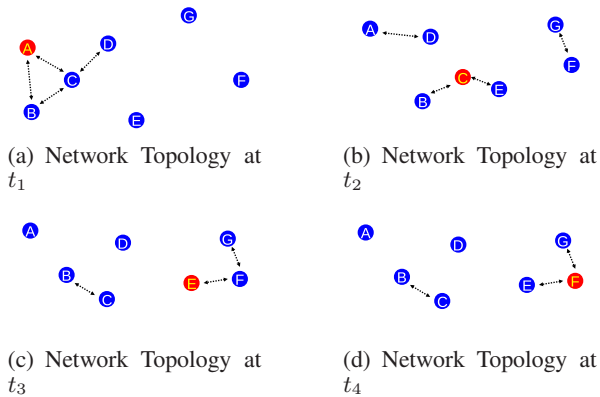 G
A
D
C
F
B
E
(a) Network Topology at
t1
A
D
G
C
F
B
E
(b) Network Topology at
t2
A
D
G
B
E
F
C
(c) Network Topology at
t3
A
D
G
B
E
F
C
(d) Network Topology at
t4